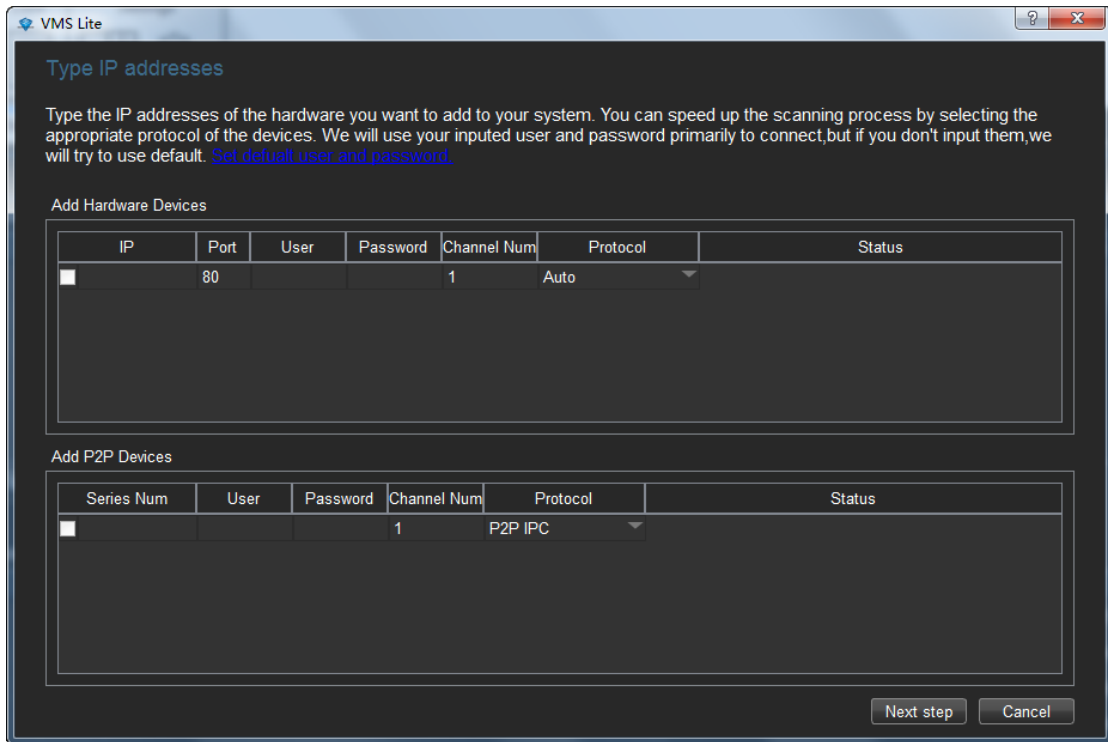 VMS Lite
?
Type IP addresses
Type the IP addresses of the hardware you want to add to your system. You can speed up the scanning process by selecting the
appropriate protocol of the devices. We will use your inputed user and password primarily to connect,but if you don't input them,we
will try to use default. Set defualt user and password.
Add Hardware Devices
IP Port User Password Channel Num Protocol Status
80 1 Auto
Add P2P Devices
Series Num User Password Channel Num Protocol Status
1 P2P IPC
Next step Cancel